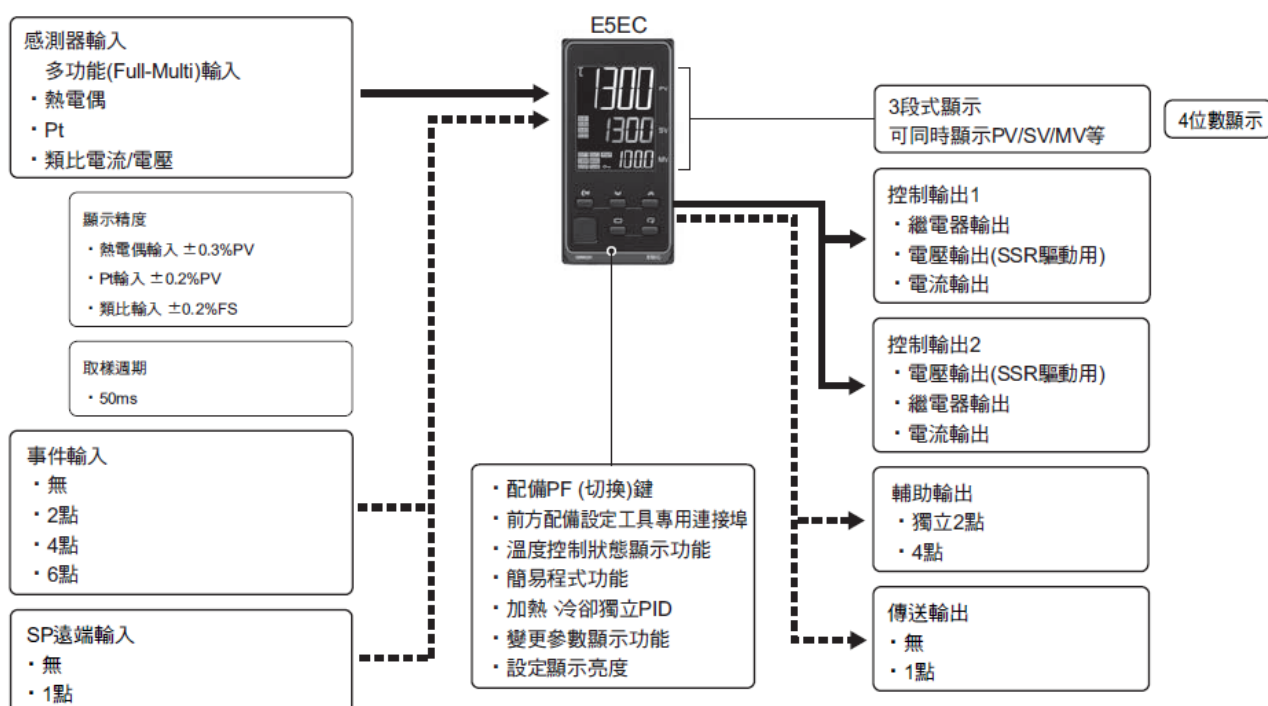 感測器輸入
多功能(Full-Multi)輸入
・熱電偶
・Pt
・類比電流/電壓
顯示精度
・熱電偶輸入 ±0.3%PV
・Pt輸入 ±0.2%PV
・類比輸入 ±0.2%FS
取樣週期
・50ms
事件輸入
・無
・2點
・4點
・6點
SP遠端輸入
・無
・1點
E5EC
1300 PV
1300 SV
100.0 MV
OMRON E5EC
・配備PF (切換)鍵
・前方配備設定工具專用連接埠
・溫度控制狀態顯示功能
・簡易程式功能
・加熱、冷卻獨立PID
・變更參數顯示功能
・設定顯示亮度
3段式顯示
可同時顯示PV/SV/MV等
4位數顯示
控制輸出1
・繼電器輸出
・電壓輸出(SSR驅動用)
・電流輸出
控制輸出2
・電壓輸出(SSR驅動用)
・繼電器輸出
・電流輸出
輔助輸出
・獨立2點
・4點
傳送輸出
・無
・1點